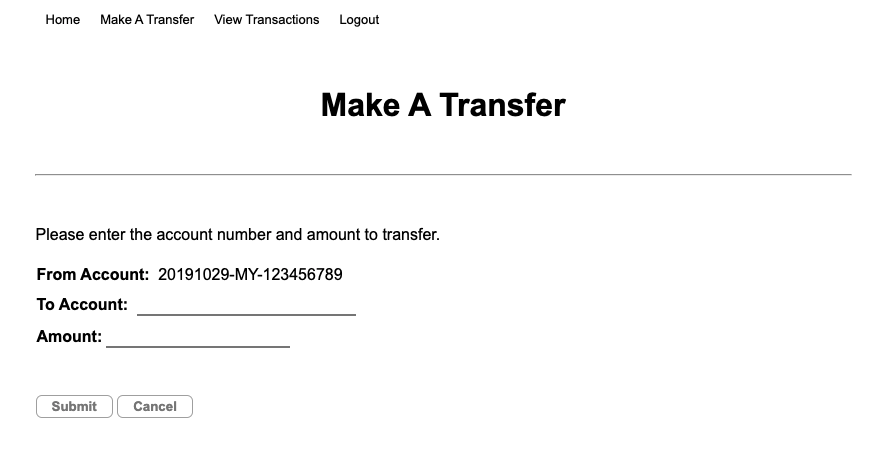 Home Make A Transfer View Transactions Logout
Make A Transfer
Please enter the account number and amount to transfer.
From Account: 20191029-MY-123456789
To Account:
Amount:
Submit Cancel